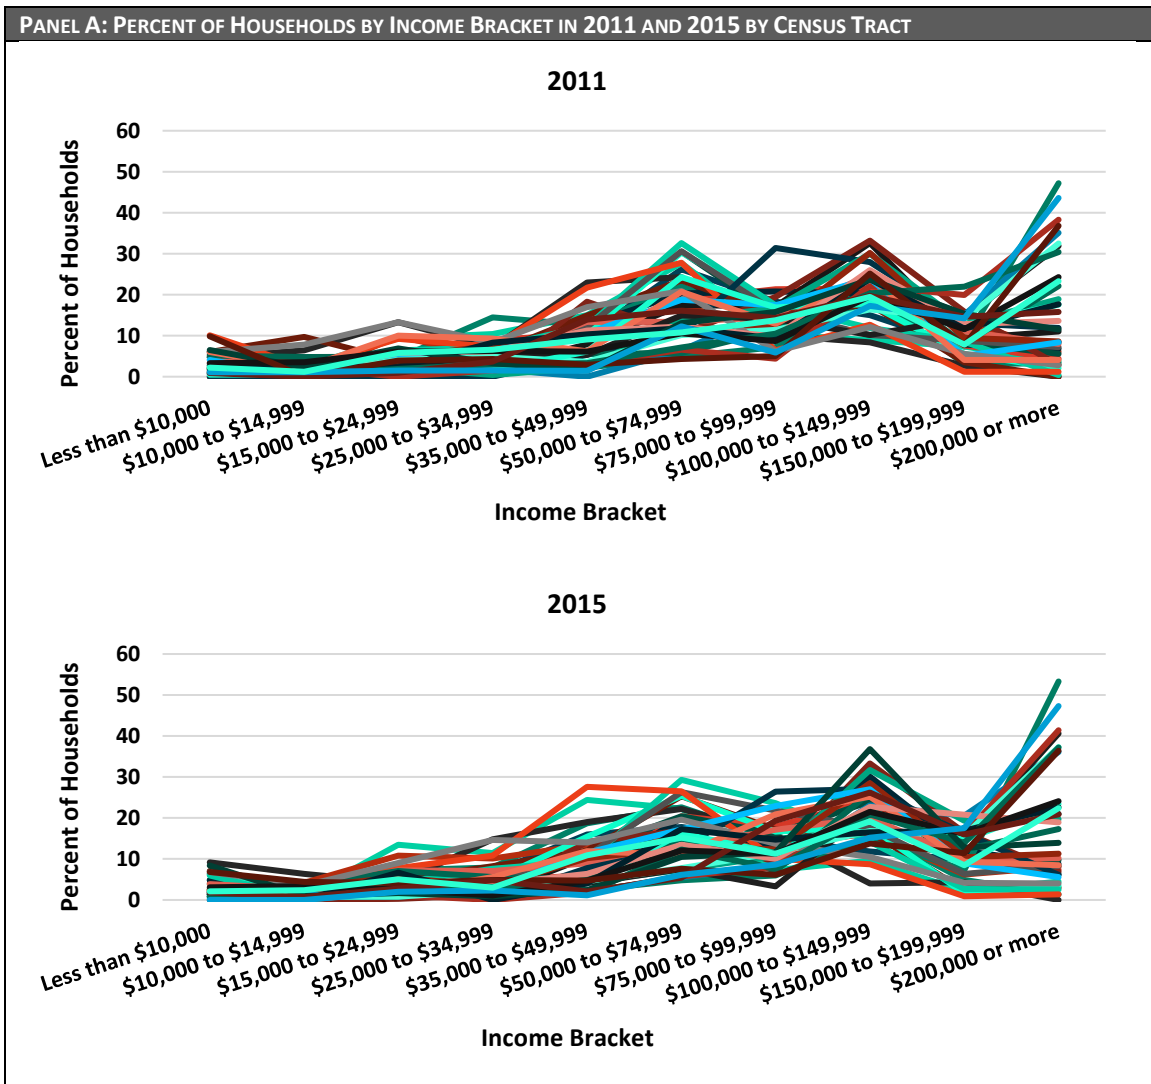 PANEL A: PERCENT OF HOUSEHOLDS BY INCOME BRACKET IN 2011 AND 2015 BY CENSUS TRACT
2011
Percent of Households
60
50
40
30
20
10
0
Less than $10,000
$10,000 to $14,999
$15,000 to $24,999
$25,000 to $34,999
$35,000 to $49,999
$50,000 to $74,999
$75,000 to $99,999
$100,000 to $149,999
$150,000 to $199,999
$200,000 or more
Income Bracket
2015
Percent of Households
60
50
40
30
20
10
0
Less than $10,000
$10,000 to $14,999
$15,000 to $24,999
$25,000 to $34,999
$35,000 to $49,999
$50,000 to $74,999
$75,000 to $99,999
$100,000 to $149,999
$150,000 to $199,999
$200,000 or more
Income Bracket